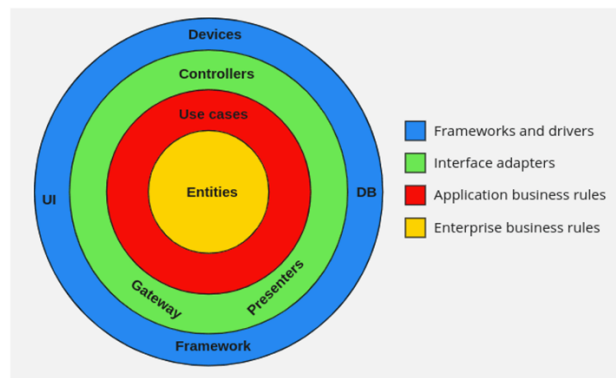 Devices
Controllers
Use cases
Entities
UI
DB
Gateway
Presenters
Framework
Frameworks and drivers
Interface adapters
Application business rules
Enterprise business rules